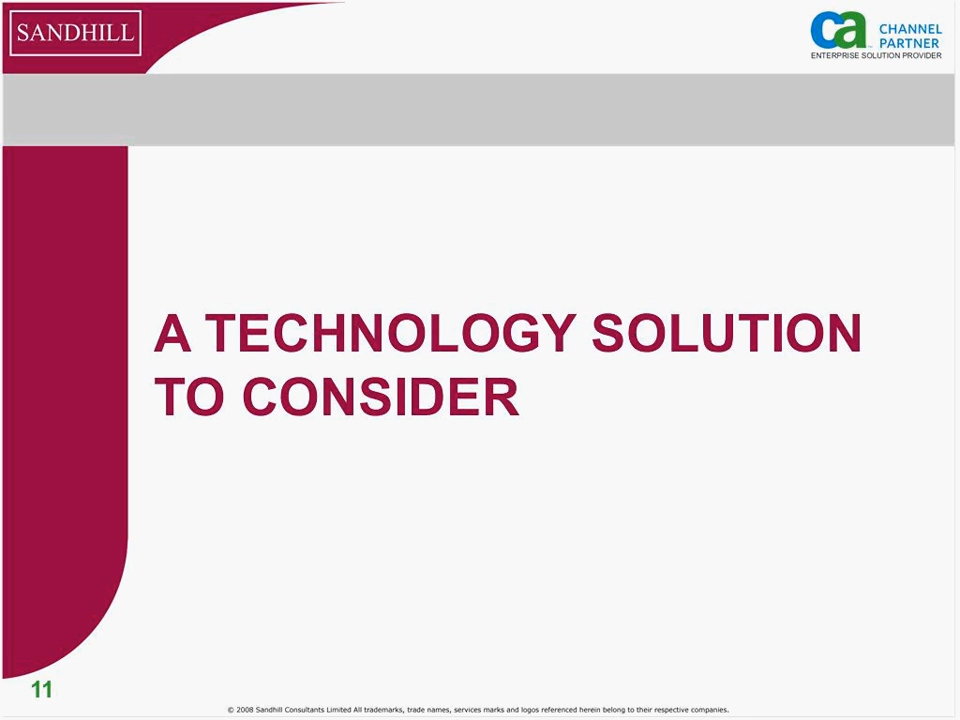 SANDHILL
ca
CHANNEL
PARTNER
ENTERPRISE SOLUTION PROVIDER
A TECHNOLOGY SOLUTION
TO CONSIDER
11
© 2008 Sandhill Consultants Limited All trademarks, trade names, services marks and logos referenced herein belong to their respective companies.